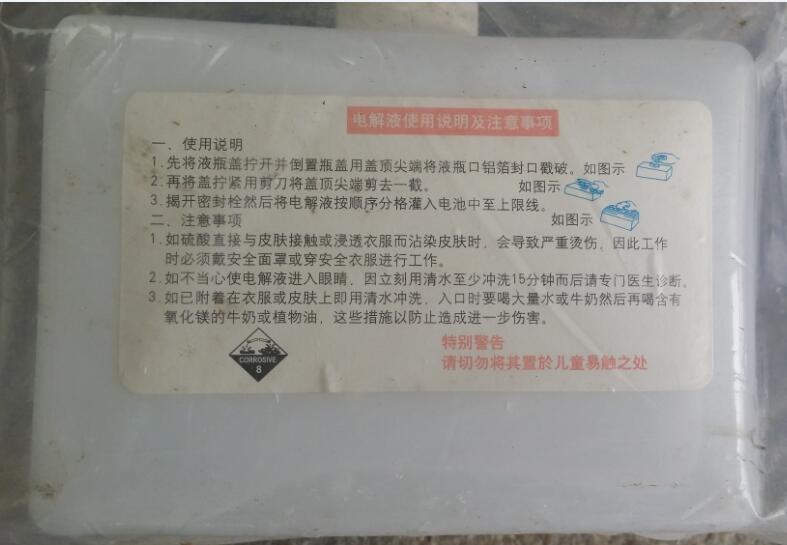 电解液使用说明及注意事项
一、使用说明
1.先将液瓶盖拧开并倒置瓶盖用盖顶尖端将液瓶口铝箔封口戳破。如图示
2.再将盖拧紧用剪刀将盖顶尖端剪去一截。 如图示
3.揭开密封栓然后将电解液按顺序分格灌入电池中至上限线。
二、注意事项 如图示
1.如硫酸直接与皮肤接触或浸透衣服而沾染皮肤时，会导致严重烫伤，因此工作
时必须戴安全面罩或穿安全衣服进行工作。
2.如不当心使电解液进入眼睛，因立刻用清水至少冲洗15分钟而后请专门医生诊断。
3.如已附着在衣服或皮肤上即用清水冲洗，入口时要喝大量水或牛奶然后再喝含有
氧化镁的牛奶或植物油，这些措施以防止造成进一步伤害。
CORROSIVE
8
特别警告
请切勿将其置於儿童易触之处